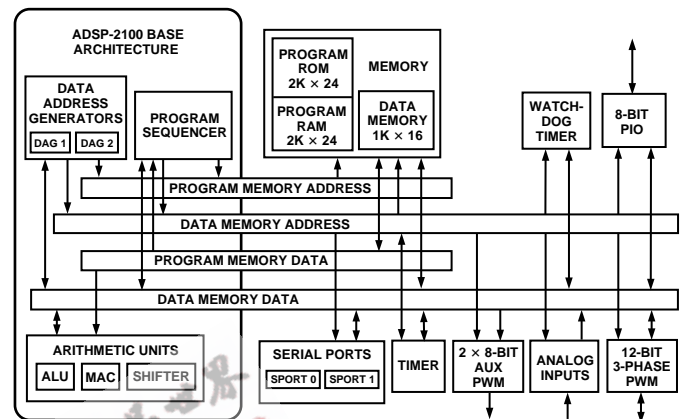 ADSP-2100 BASE
ARCHITECTURE
DATA
ADDRESS
GENERATORS
DAG 1 DAG 2
PROGRAM
SEQUENCER
PROGRAM
ROM
2K × 24
PROGRAM
RAM
2K × 24
MEMORY
DATA
MEMORY
1K × 16
WATCH-
DOG
TIMER
8-BIT
PIO
PROGRAM MEMORY ADDRESS
DATA MEMORY ADDRESS
PROGRAM MEMORY DATA
DATA MEMORY DATA
ARITHMETIC UNITS
ALU MAC SHIFTER
SERIAL PORTS
SPORT 0 SPORT 1
TIMER
2 × 8-BIT
AUX
PWM
ANALOG
INPUTS
12-BIT
3-PHASE
PWM